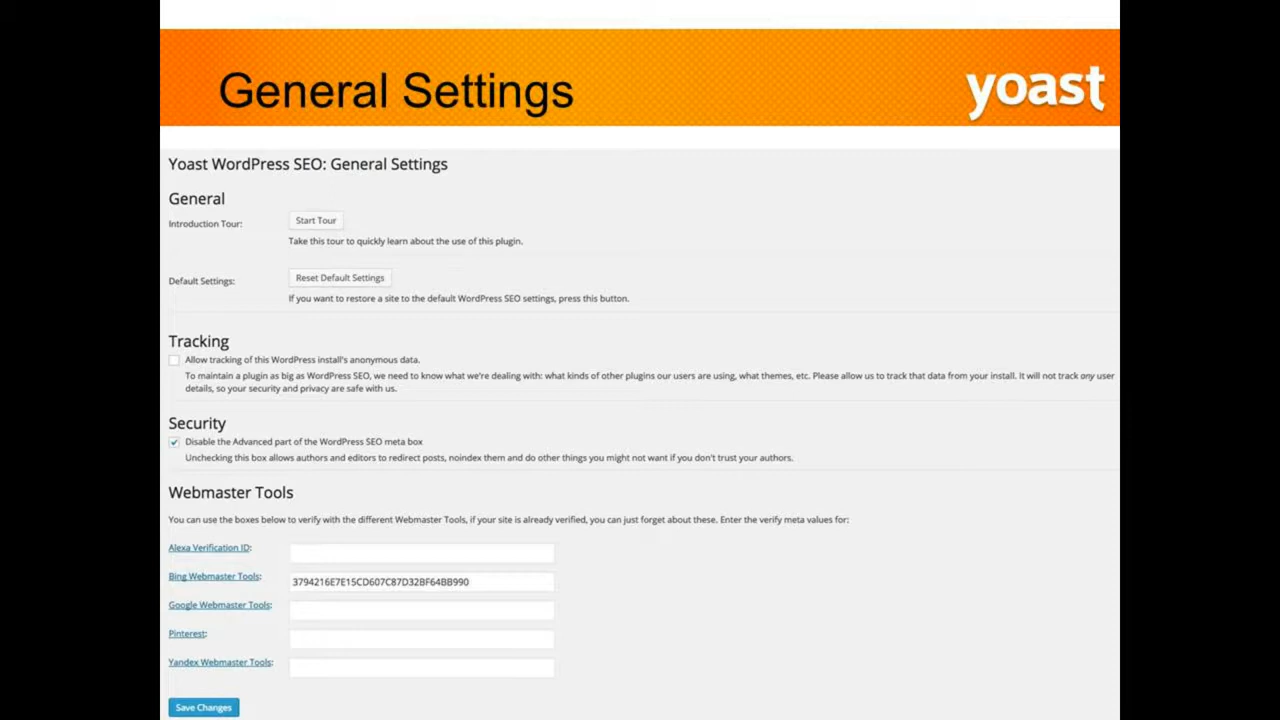 General Settings
yoast
Yoast WordPress SEO: General Settings
General
Introduction Tour:
Start Tour
Take this tour to quickly learn about the use of this plugin.
Default Settings:
Reset Default Settings
If you want to restore a site to the default WordPress SEO settings, press this button.
Tracking
Allow tracking of this WordPress install's anonymous data.
To maintain a plugin as big as WordPress SEO, we need to know what we're dealing with: what kinds of other plugins our users are using, what themes, etc. Please allow us to track that data from your install. It will not track any user
details, so your security and privacy are safe with us.
Security
Disable the Advanced part of the WordPress SEO meta box
Unchecking this box allows authors and editors to redirect posts, noindex them and do other things you might not want if you don't trust your authors.
Webmaster Tools
You can use the boxes below to verify with the different Webmaster Tools, if your site is already verified, you can just forget about these. Enter the verify meta values for:
Alexa Verification ID:
Bing Webmaster Tools:
3794216E7E15CD607C87D32BF64BB990
Google Webmaster Tools:
Pinterest:
Yandex Webmaster Tools:
Save Changes